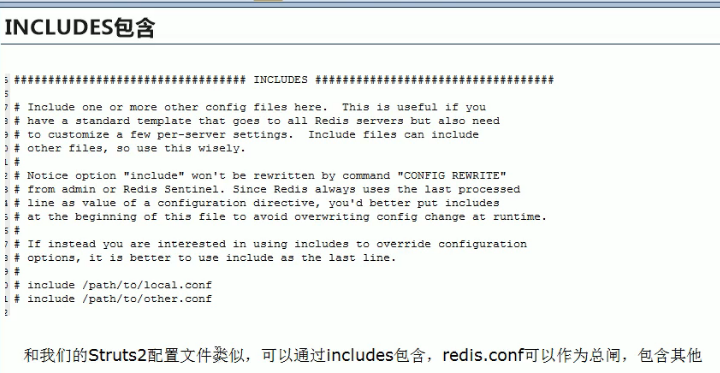 INCLUDES包含
################################## INCLUDES ###################################
# Include one or more other config files here.  This is useful if you
# have a standard template that goes to all Redis servers but also need
# to customize a few per-server settings.  Include files can include
# other files, so use this wisely.
#
# Notice option "include" won't be rewritten by command "CONFIG REWRITE"
# from admin or Redis Sentinel. Since Redis always uses the last processed
# line as value of a configuration directive, you'd better put includes
# at the beginning of this file to avoid overwriting config change at runtime.
#
# If instead you are interested in using includes to override configuration
# options, it is better to use include as the last line.
#
# include /path/to/local.conf
# include /path/to/other.conf
和我们的Struts2配置文件类似，可以通过includes包含，redis.conf可以作为总闸，包含其他